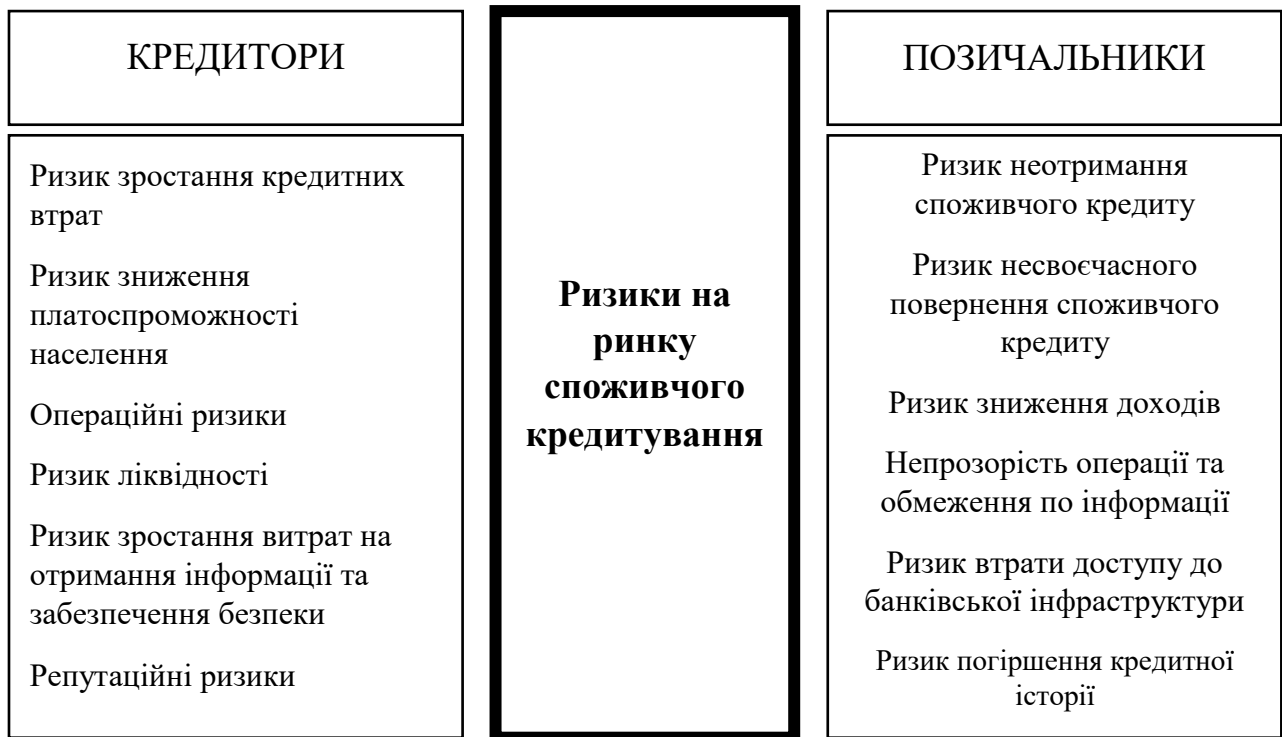 КРЕДИТОРИ
Ризик зростання кредитних
втрат
Ризик зниження
платоспроможності
населення
Операційні ризики
Ризик ліквідності
Ризик зростання витрат на
отримання інформації та
забезпечення безпеки
Репутаційні ризики
Ризики на
ринку
споживчого
кредитування
ПОЗИЧАЛЬНИКИ
Ризик неотримання
споживчого кредиту
Ризик несвоєчасного
повернення споживчого
кредиту
Ризик зниження доходів
Непрозорість операції та
обмеження по інформації
Ризик втрати доступу до
банківської інфраструктури
Ризик погіршення кредитної
історії